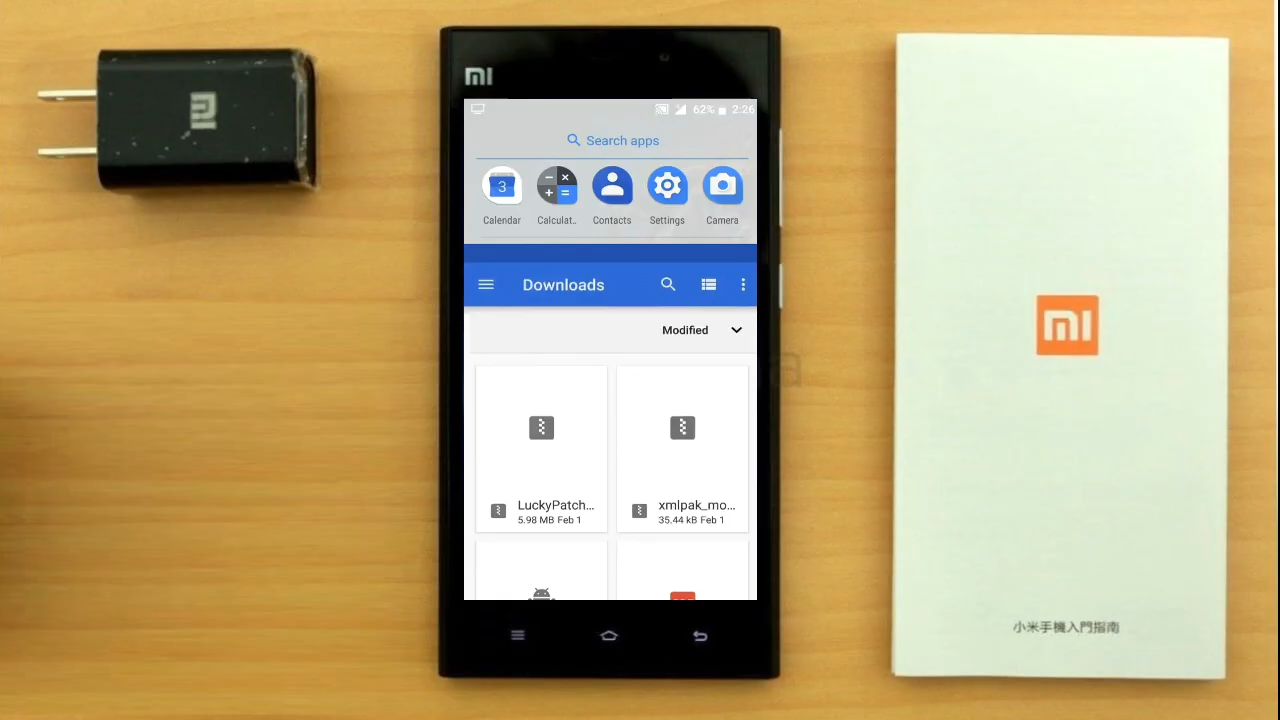 mi
mi
62% 2:26
Search apps
3
Calendar Calculat.. Contacts Settings Camera
Downloads
Modified
LuckyPatch...
5.98 MB Feb 1
xmlpak_mo...
35.44 kB Feb 1
mi
小米手機入門指南